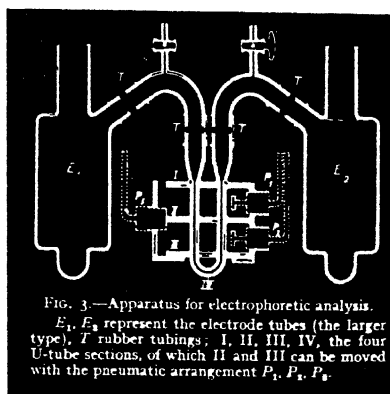 T
T
T
T
E₁
E₂
I
P₁
II
III
IV
FIG. 3.—Apparatus for electrophoretic analysis.
E₁, E₂ represent the electrode tubes (the larger
type), T rubber tubings; I, II, III, IV, the four
U-tube sections, of which II and III can be moved
with the pneumatic arrangement P₁, P₂, P₃.